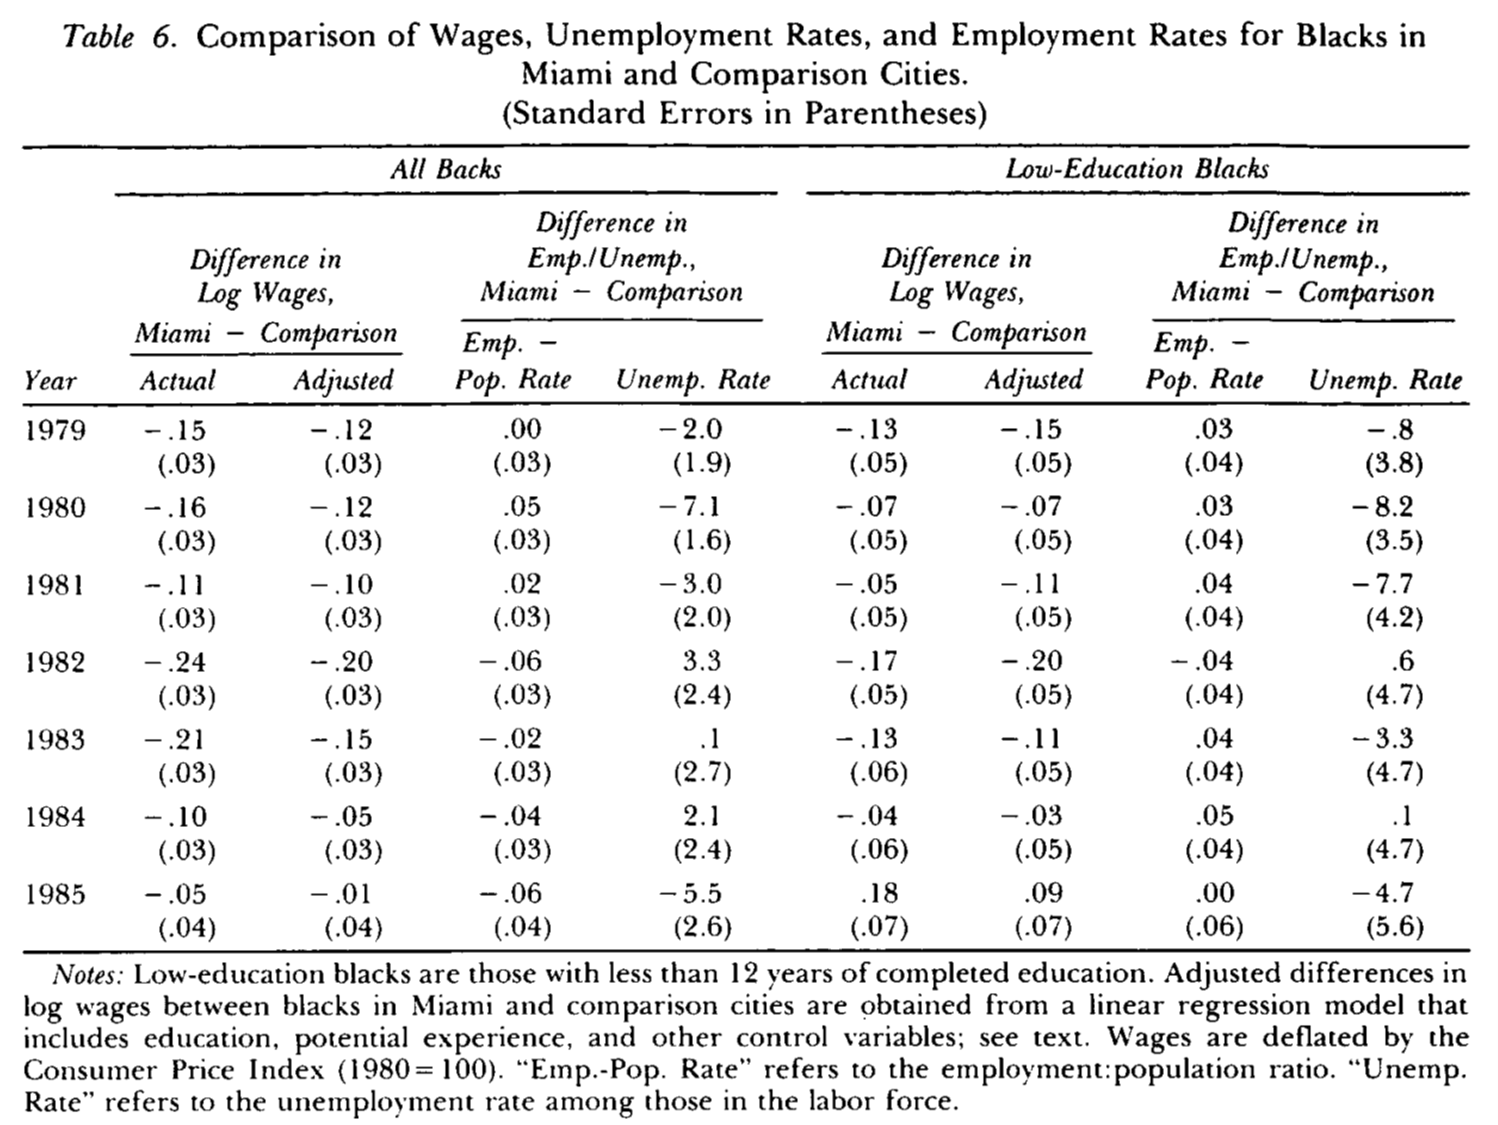 Table 6. Comparison of Wages, Unemployment Rates, and Employment Rates for Blacks in
Miami and Comparison Cities.
(Standard Errors in Parentheses)
All Backs Low-Education Blacks
Difference in Difference in
Difference in Emp./Unemp., Difference in Emp./Unemp.,
Log Wages, Miami − Comparison Log Wages, Miami − Comparison
Miami − Comparison Emp. − Miami − Comparison Emp. −
Year Actual Adjusted Pop. Rate Unemp. Rate Actual Adjusted Pop. Rate Unemp. Rate
1979 −.15 −.12 .00 −2.0 −.13 −.15 .03 −.8
(.03) (.03) (.03) (1.9) (.05) (.05) (.04) (3.8)
1980 −.16 −.12 .05 −7.1 −.07 −.07 .03 −8.2
(.03) (.03) (.03) (1.6) (.05) (.05) (.04) (3.5)
1981 −.11 −.10 .02 −3.0 −.05 −.11 .04 −7.7
(.03) (.03) (.03) (2.0) (.05) (.05) (.04) (4.2)
1982 −.24 −.20 −.06 3.3 −.17 −.20 −.04 .6
(.03) (.03) (.03) (2.4) (.05) (.05) (.04) (4.7)
1983 −.21 −.15 −.02 .1 −.13 −.11 .04 −3.3
(.03) (.03) (.03) (2.7) (.06) (.05) (.04) (4.7)
1984 −.10 −.05 −.04 2.1 −.04 −.03 .05 .1
(.03) (.03) (.03) (2.4) (.06) (.05) (.04) (4.7)
1985 −.05 −.01 −.06 −5.5 .18 .09 .00 −4.7
(.04) (.04) (.04) (2.6) (.07) (.07) (.06) (5.6)
Notes: Low-education blacks are those with less than 12 years of completed education. Adjusted differences in
log wages between blacks in Miami and comparison cities are obtained from a linear regression model that
includes education, potential experience, and other control variables; see text. Wages are deflated by the
Consumer Price Index (1980=100). “Emp.-Pop. Rate” refers to the employment:population ratio. “Unemp.
Rate” refers to the unemployment rate among those in the labor force.